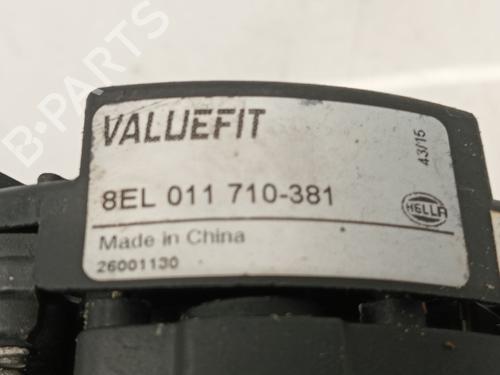 VALUEFIT
43/15
8EL 011 710-381
HELLA
Made in China
26001130
B-PARTS